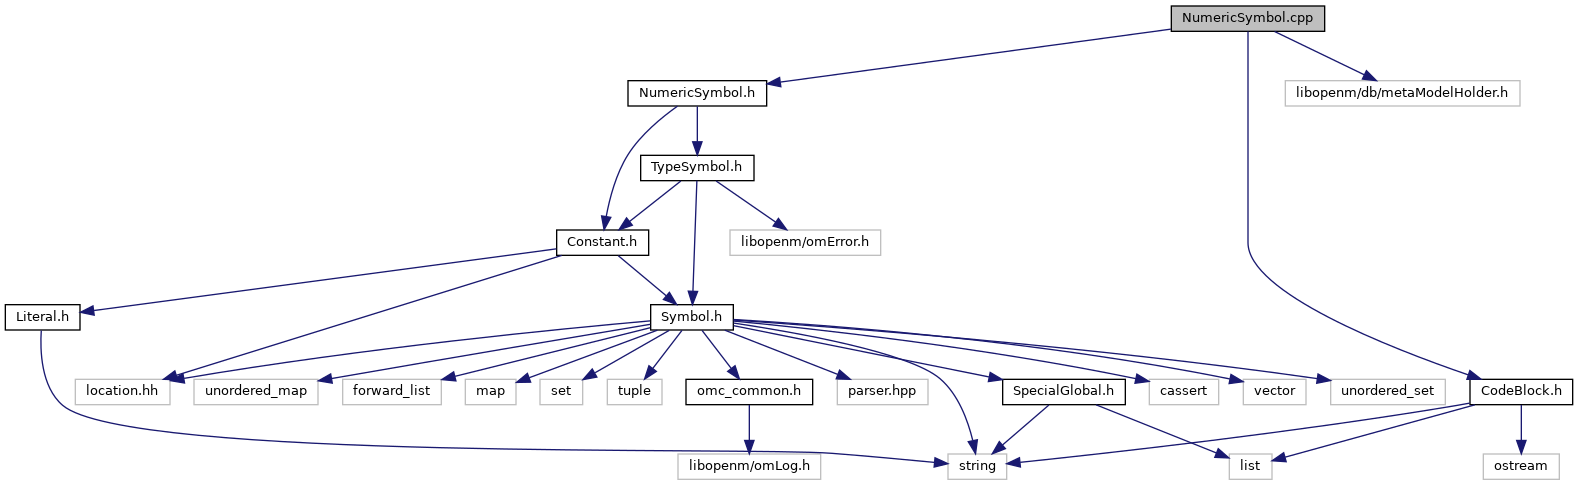 NumericSymbol.cpp
NumericSymbol.h
libopenm/db/metaModelHolder.h
TypeSymbol.h
Constant.h
libopenm/omError.h
Literal.h
Symbol.h
location.hh
unordered_map
forward_list
map
set
tuple
omc_common.h
parser.hpp
SpecialGlobal.h
cassert
vector
unordered_set
CodeBlock.h
libopenm/omLog.h
string
list
ostream